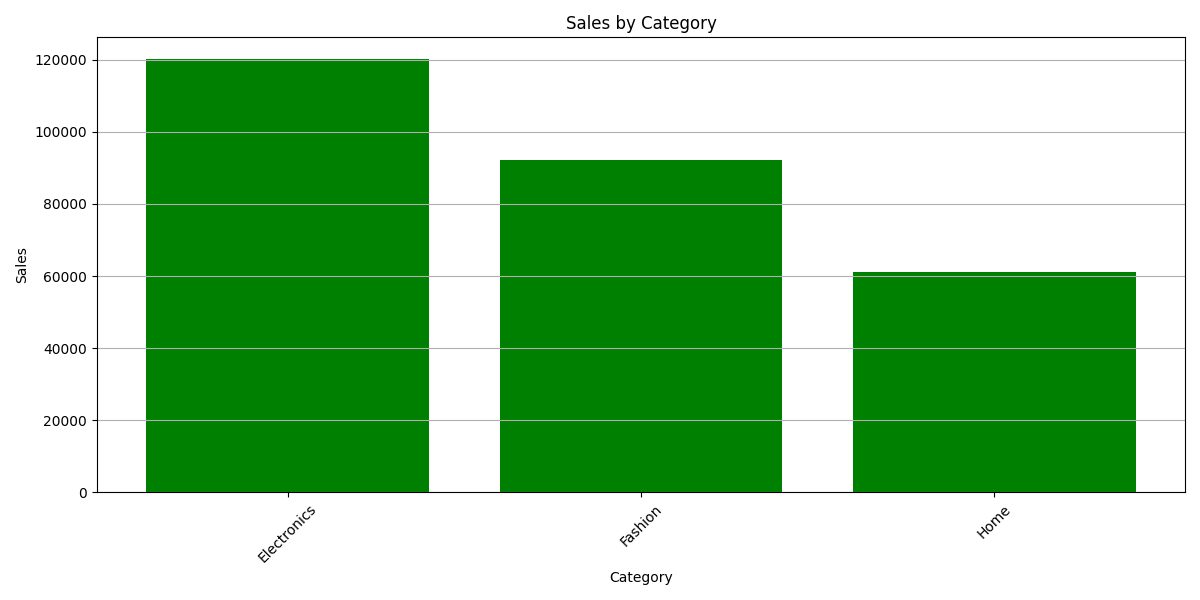 Sales by Category
120000
100000
80000
60000
40000
20000
0
Sales
Electronics
Fashion
Home
Category